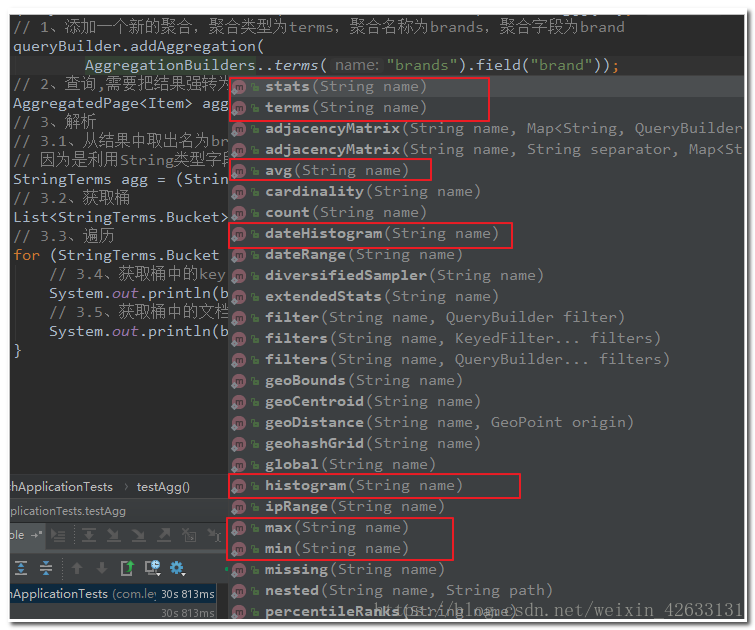 // 1、添加一个新的聚合，聚合类型为terms，聚合名称为brands，聚合字段为brand
queryBuilder.addAggregation(
AggregationBuilders..terms( name: "brands").field("brand"));
// 2、查询,需要把结果强转为
AggregatedPage<Item> agg
// 3、解析
// 3.1、从结果中取出名为br
// 因为是利用String类型字段
StringTerms agg = (Strin
// 3.2、获取桶
List<StringTerms.Bucket>
// 3.3、遍历
for (StringTerms.Bucket
// 3.4、获取桶中的key
System.out.println(b
// 3.5、获取桶中的文档
System.out.println(b
}
stats(String name)
terms(String name)
adjacencyMatrix(String name, Map<String, QueryBuilder
adjacencyMatrix(String name, String separator, Map<St
avg(String name)
cardinality(String name)
count(String name)
dateHistogram(String name)
dateRange(String name)
diversifiedSampler(String name)
extendedStats(String name)
filter(String name, QueryBuilder filter)
filters(String name, KeyedFilter... filters)
filters(String name, QueryBuilder... filters)
geoBounds(String name)
geoCentroid(String name)
geoDistance(String name, GeoPoint origin)
geohashGrid(String name)
global(String name)
histogram(String name)
ipRange(String name)
max(String name)
min(String name)
missing(String name)
nested(String name, String path)
percentileRanks(String name)
chApplicationTests › testAgg()
plicationTests.testAgg
ole
hApplicationTests (com.le 30s 813ms
30s 813ms
https://blog.csdn.net/weixin_42633131